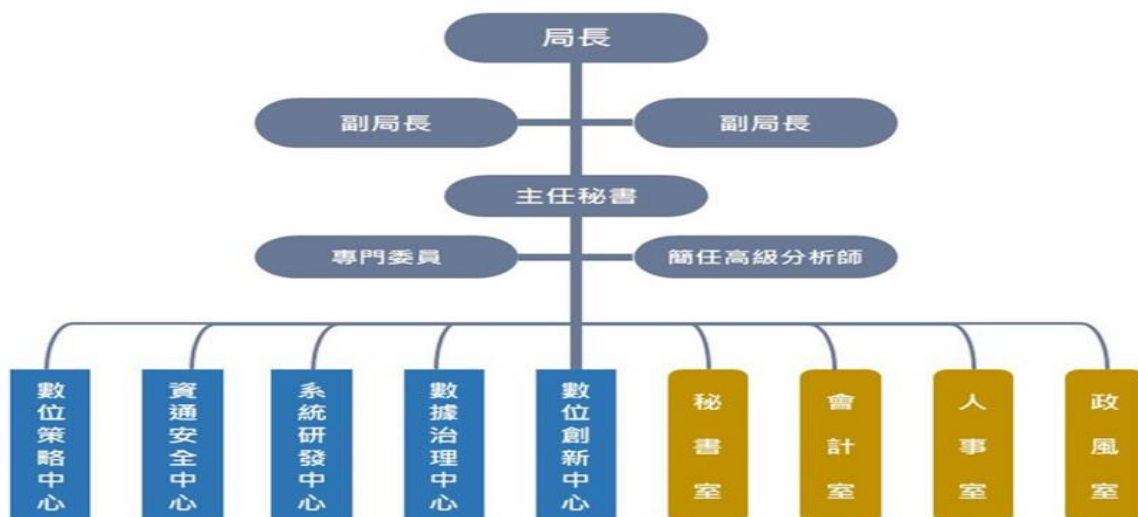 局長
副局長
副局長
主任秘書
專門委員
簡任高級分析師
數位策略中心
資通安全中心
系統研發中心
數據治理中心
數位創新中心
秘書室
會計室
人事室
政風室